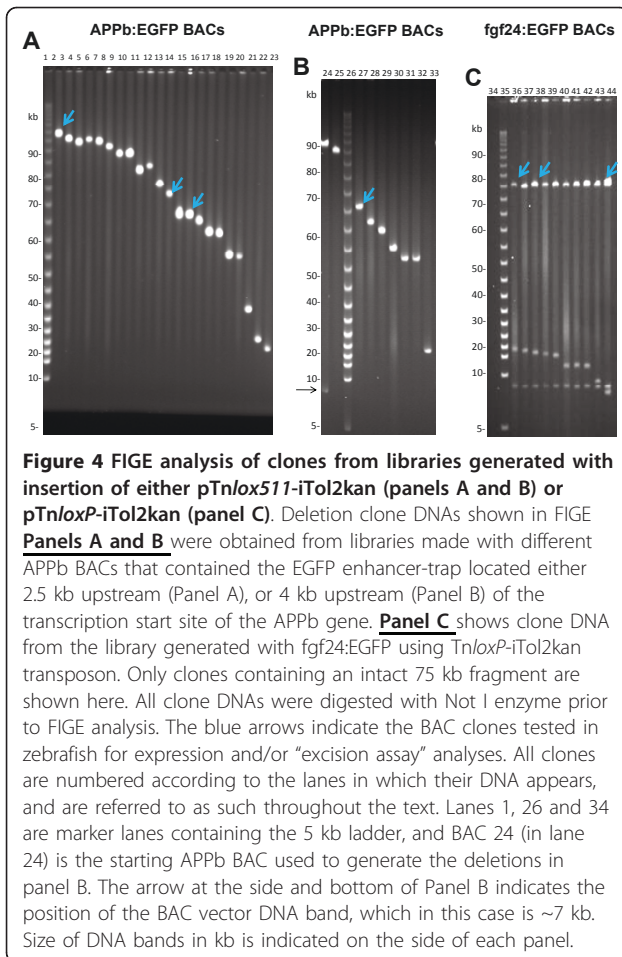 APPb:EGFP BACs
APPb:EGFP BACs
fgf24:EGFP BACs
A
1 2 3 4 5 6 7 8 9 10 11 12 13 14 15 16 17 18 19 20 21 22 23
kb
90-
80-
70-
60-
50-
40-
30-
20-
10-
5-
B
24 25 26 27 28 29 30 31 32 33
kb
90-
80-
70-
60-
50-
40-
30-
20-
10-
5-
C
34 35 36 37 38 39 40 41 42 43 44
kb
90-
80-
70-
60-
50-
40-
30-
20-
10-
5-
Figure 4 FIGE analysis of clones from libraries generated with
insertion of either pTnlox511-iTol2kan (panels A and B) or
pTnloxP-iTol2kan (panel C). Deletion clone DNAs shown in FIGE
Panels A and B were obtained from libraries made with different
APPb BACs that contained the EGFP enhancer-trap located either
2.5 kb upstream (Panel A), or 4 kb upstream (Panel B) of the
transcription start site of the APPb gene. Panel C shows clone DNA
from the library generated with fgf24:EGFP using TnloxP-iTol2kan
transposon. Only clones containing an intact 75 kb fragment are
shown here. All clone DNAs were digested with Not I enzyme prior
to FIGE analysis. The blue arrows indicate the BAC clones tested in
zebrafish for expression and/or “excision assay” analyses. All clones
are numbered according to the lanes in which their DNA appears,
and are referred to as such throughout the text. Lanes 1, 26 and 34
are marker lanes containing the 5 kb ladder, and BAC 24 (in lane
24) is the starting APPb BAC used to generate the deletions in
panel B. The arrow at the side and bottom of Panel B indicates the
position of the BAC vector DNA band, which in this case is ~7 kb.
Size of DNA bands in kb is indicated on the side of each panel.